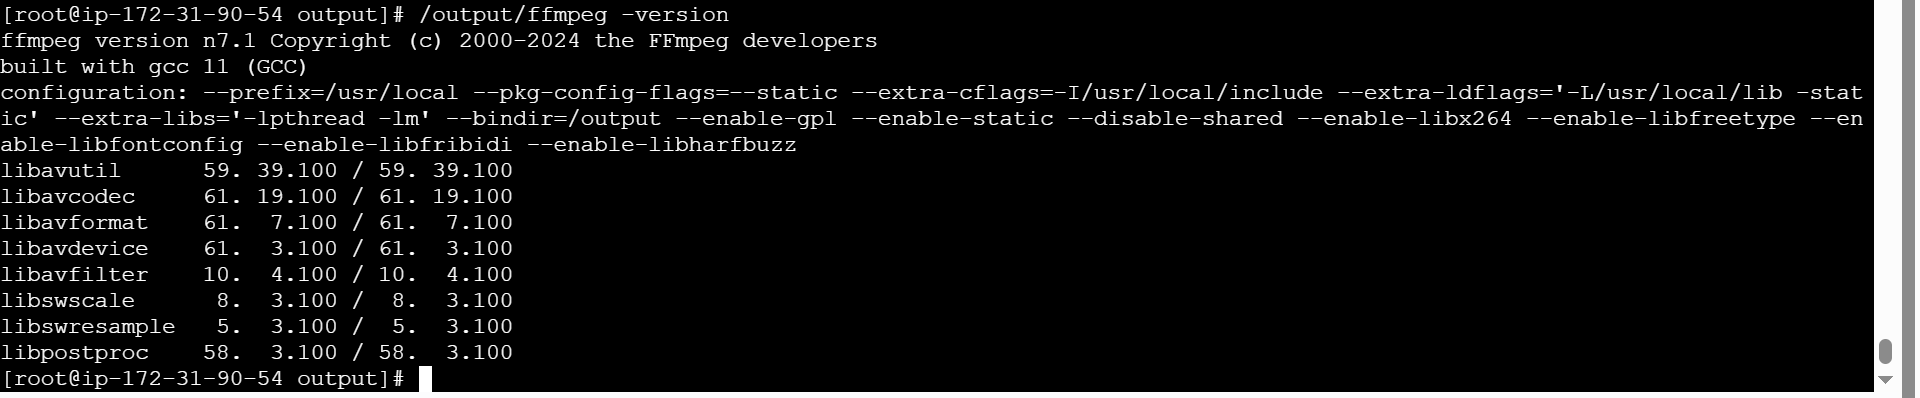 [root@ip-172-31-90-54 output]# /output/ffmpeg -version
ffmpeg version n7.1 Copyright (c) 2000-2024 the FFmpeg developers
built with gcc 11 (GCC)
configuration: --prefix=/usr/local --pkg-config-flags=--static --extra-cflags=-I/usr/local/include --extra-ldflags='-L/usr/local/lib -stat
ic' --extra-libs='-lpthread -lm' --bindir=/output --enable-gpl --enable-static --disable-shared --enable-libx264 --enable-libfreetype --en
able-libfontconfig --enable-libfribidi --enable-libharfbuzz
libavutil      59. 39.100 / 59. 39.100
libavcodec     61. 19.100 / 61. 19.100
libavformat    61.  7.100 / 61.  7.100
libavdevice    61.  3.100 / 61.  3.100
libavfilter    10.  4.100 / 10.  4.100
libswscale      8.  3.100 /  8.  3.100
libswresample   5.  3.100 /  5.  3.100
libpostproc    58.  3.100 / 58.  3.100
[root@ip-172-31-90-54 output]#